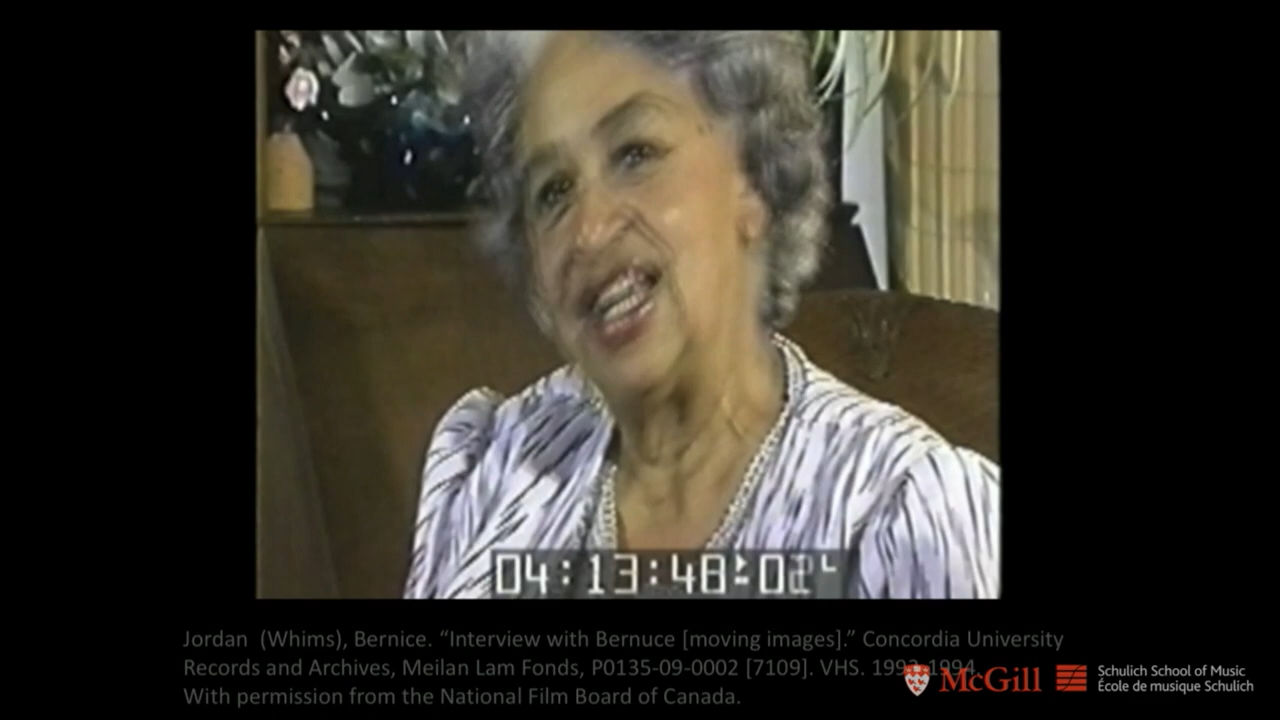 04:13:48:02
Jordan (Whims), Bernice. “Interview with Bernuce [moving images].” Concordia University
Records and Archives, Meilan Lam Fonds, P0135-09-0002 [7109]. VHS. 1993-1994.
With permission from the National Film Board of Canada.
McGill
Schulich School of Music
École de musique Schulich